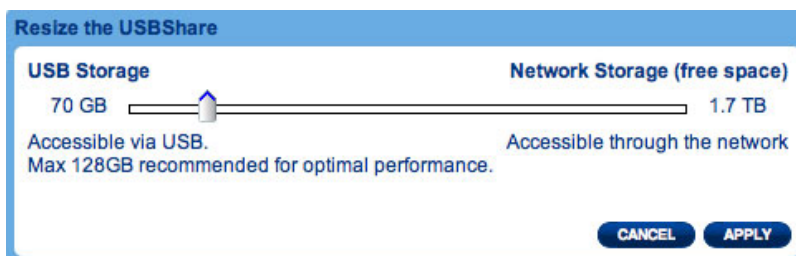 Resize the USBShare
USB Storage Network Storage (free space)
70 GB 1.7 TB
Accessible via USB. Accessible through the network
Max 128GB recommended for optimal performance.
CANCEL APPLY